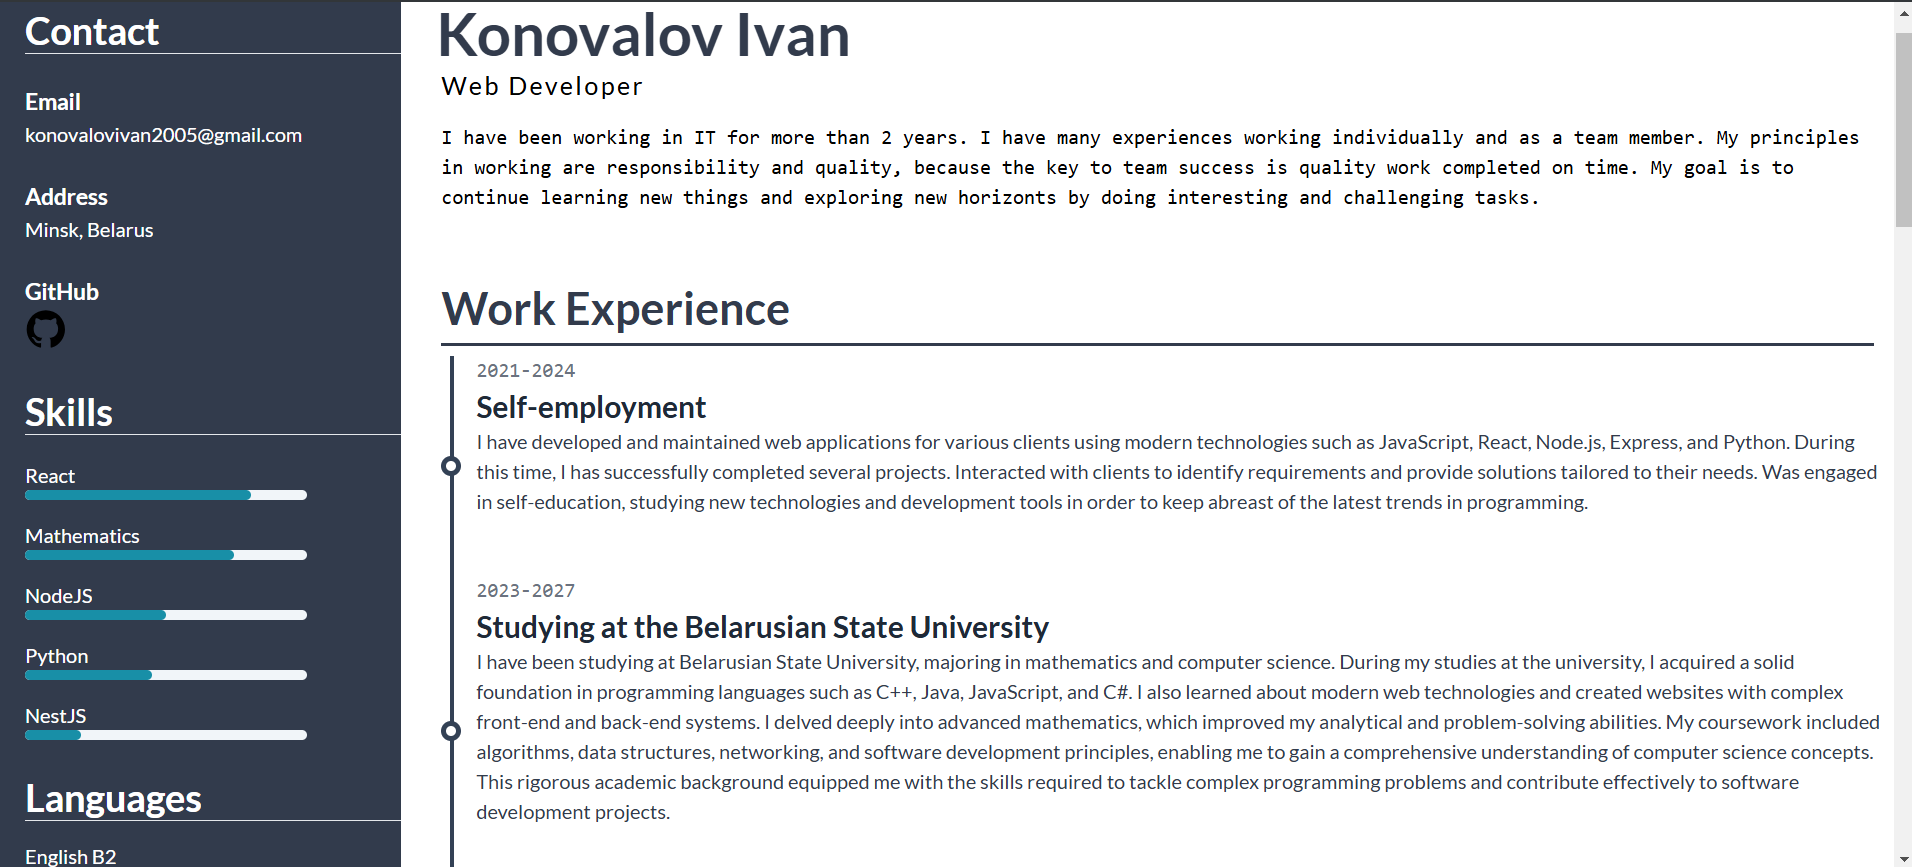 Contact
Email
konovalovivan2005@gmail.com
Address
Minsk, Belarus
GitHub
Skills
React
Mathematics
NodeJS
Python
NestJS
Languages
English B2
Konovalov Ivan
Web Developer
I have been working in IT for more than 2 years. I have many experiences working individually and as a team member. My principles
in working are responsibility and quality, because the key to team success is quality work completed on time. My goal is to
continue learning new things and exploring new horizonts by doing interesting and challenging tasks.
Work Experience
2021-2024
Self-employment
I have developed and maintained web applications for various clients using modern technologies such as JavaScript, React, Node.js, Express, and Python. During
this time, I has successfully completed several projects. Interacted with clients to identify requirements and provide solutions tailored to their needs. Was engaged
in self-education, studying new technologies and development tools in order to keep abreast of the latest trends in programming.
2023-2027
Studying at the Belarusian State University
I have been studying at Belarusian State University, majoring in mathematics and computer science. During my studies at the university, I acquired a solid
foundation in programming languages such as C++, Java, JavaScript, and C#. I also learned about modern web technologies and created websites with complex
front-end and back-end systems. I delved deeply into advanced mathematics, which improved my analytical and problem-solving abilities. My coursework included
algorithms, data structures, networking, and software development principles, enabling me to gain a comprehensive understanding of computer science concepts.
This rigorous academic background equipped me with the skills required to tackle complex programming problems and contribute effectively to software
development projects.